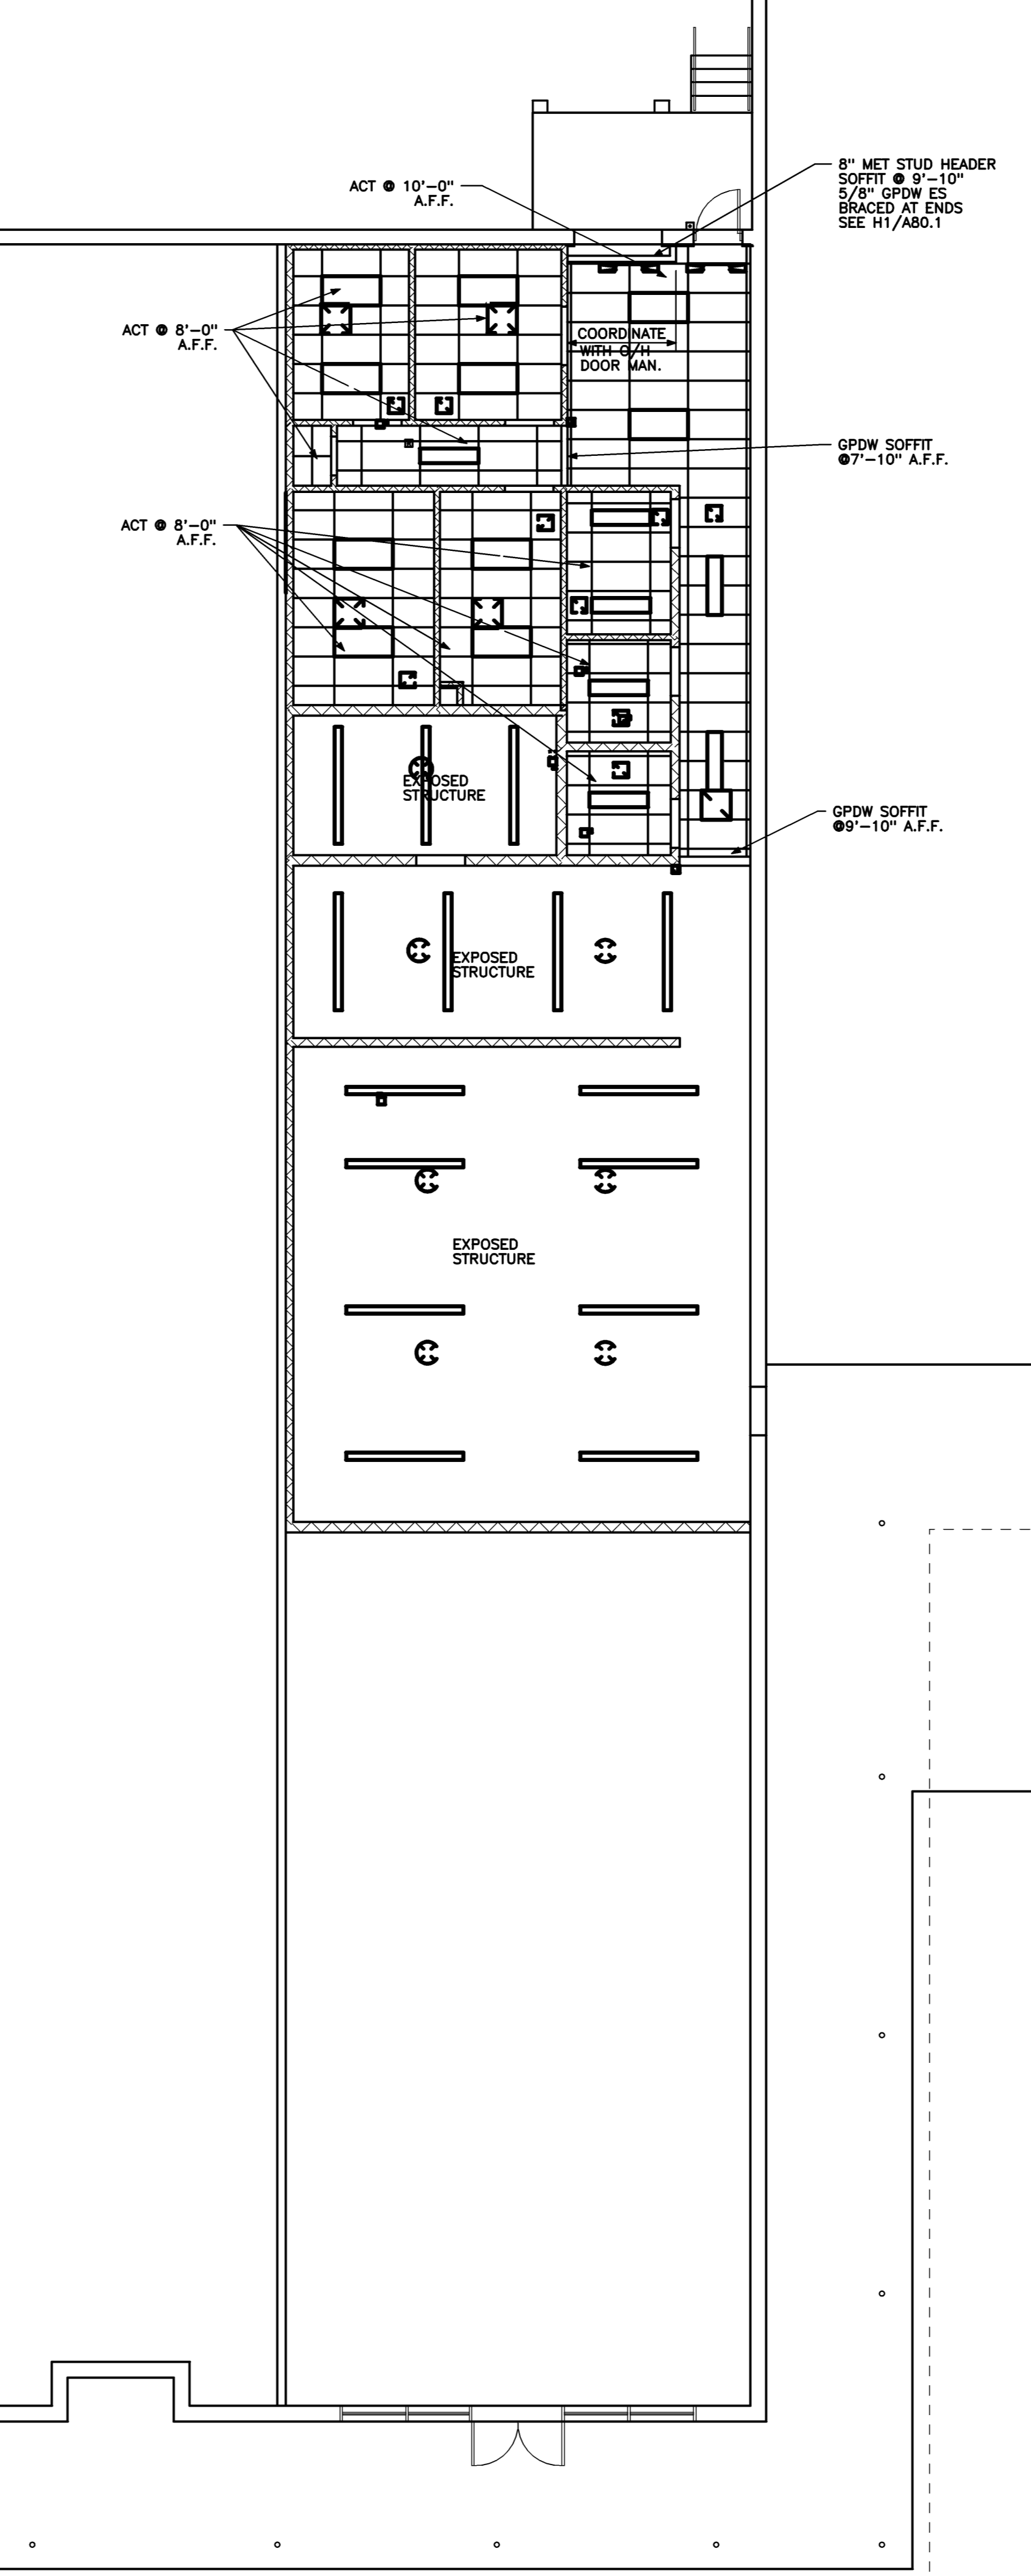 8" MET STUD HEADER
SOFFIT @ 9'-10"
5/8" GPDW ES
BRACED AT ENDS
SEE H1/A80.1
ACT @ 10'-0"
A.F.F.
ACT @ 8'-0"
A.F.F.
COORDINATE
WITH O/H
DOOR MAN.
GPDW SOFFIT
@7'-10" A.F.F.
ACT @ 8'-0"
A.F.F.
EXPOSED
STRUCTURE
GPDW SOFFIT
@9'-10" A.F.F.
EXPOSED
STRUCTURE
EXPOSED
STRUCTURE